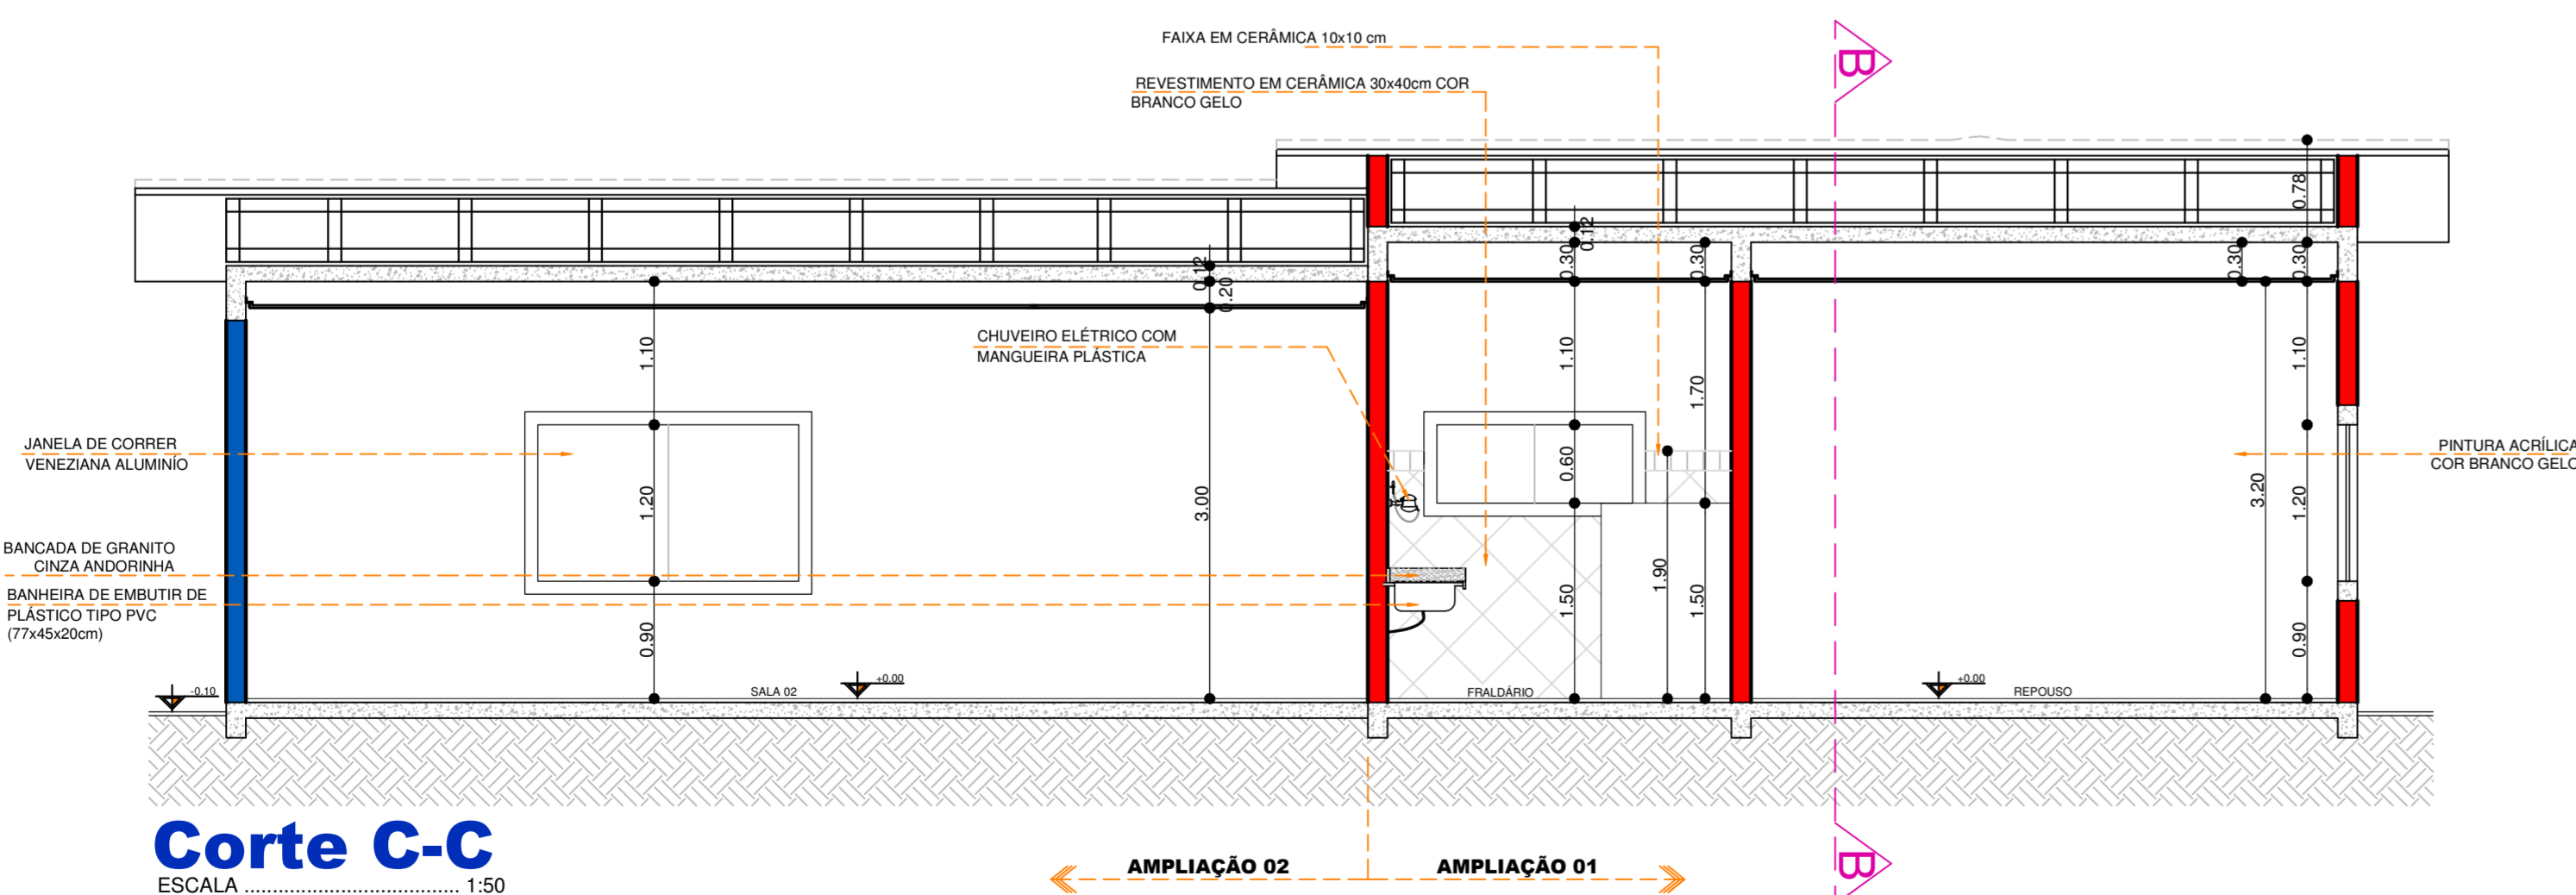 FAIXA EM CERÂMICA 10x10 cm
REVESTIMENTO EM CERÂMICA 30x40cm COR
BRANCO GELO
B
0.78
0.12
0.30
0.30
0.30
0.30
0.12
0.20
CHUVEIRO ELÉTRICO COM
MANGUEIRA PLÁSTICA
1.10
1.10
1.70
1.10
JANELA DE CORRER
VENEZIANA ALUMINÍO
PINTURA ACRÍLICA
COR BRANCO GELO
1.20
3.00
0.60
3.20
1.20
BANCADA DE GRANITO
CINZA ANDORINHA
BANHEIRA DE EMBUTIR DE
PLÁSTICO TIPO PVC
(77x45x20cm)
0.90
1.50
1.90
1.50
0.90
-0.10
SALA 02
+0.00
FRALDÁRIO
+0.00
REPOUSO
Corte C-C
ESCALA ...................................... 1:50
AMPLIAÇÃO 02
AMPLIAÇÃO 01
B